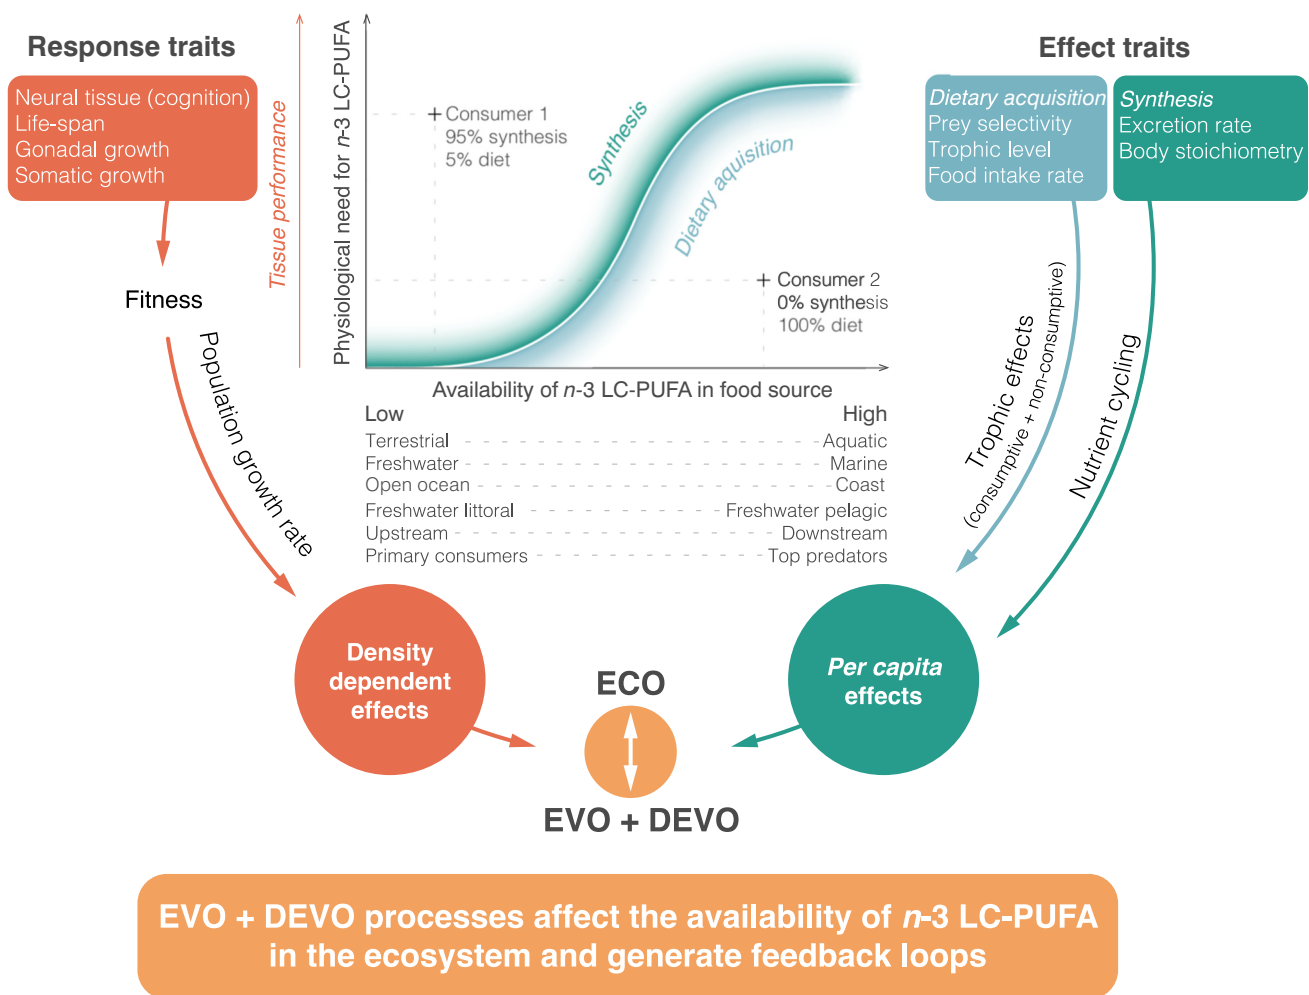 Response traits
Neural tissue (cognition)
Life-span
Gonadal growth
Somatic growth
Fitness
Population growth rate
Tissue performance
Physiological need for n-3 LC-PUFA
Consumer 1
95% synthesis
5% diet
Synthesis
Dietary aquisition
Consumer 2
0% synthesis
100% diet
Availability of n-3 LC-PUFA in food source
Low High
Terrestrial Aquatic
Freshwater Marine
Open ocean Coast
Freshwater littoral Freshwater pelagic
Upstream Downstream
Primary consumers Top predators
Effect traits
Dietary acquisition
Prey selectivity
Trophic level
Food intake rate
Synthesis
Excretion rate
Body stoichiometry
Trophic effects
(consumptive + non-consumptive)
Nutrient cycling
Density
dependent
effects
Per capita
effects
ECO
EVO + DEVO
EVO + DEVO processes affect the availability of n-3 LC-PUFA
in the ecosystem and generate feedback loops